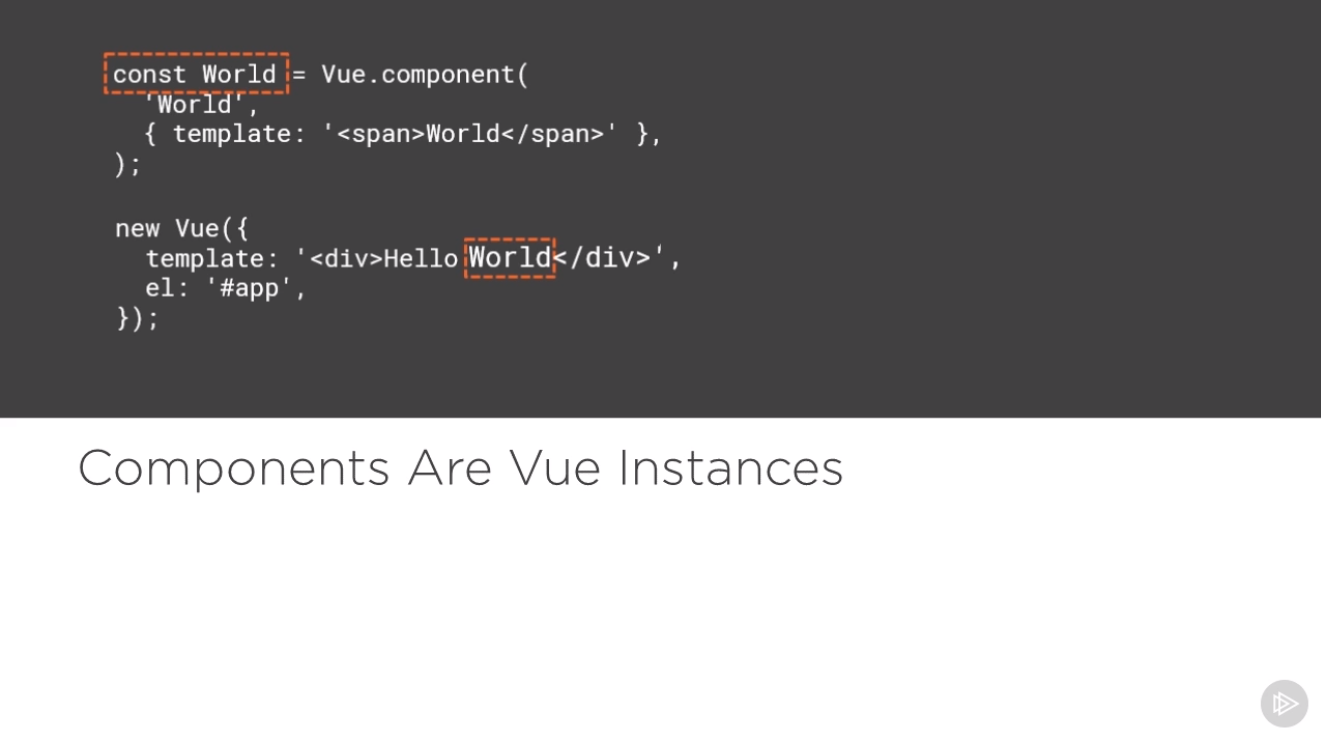 const World = Vue.component(
  'World',
  { template: '<span>World</span>' },
);
new Vue({
  template: '<div>Hello World</div>',
  el: '#app',
});
Components Are Vue Instances